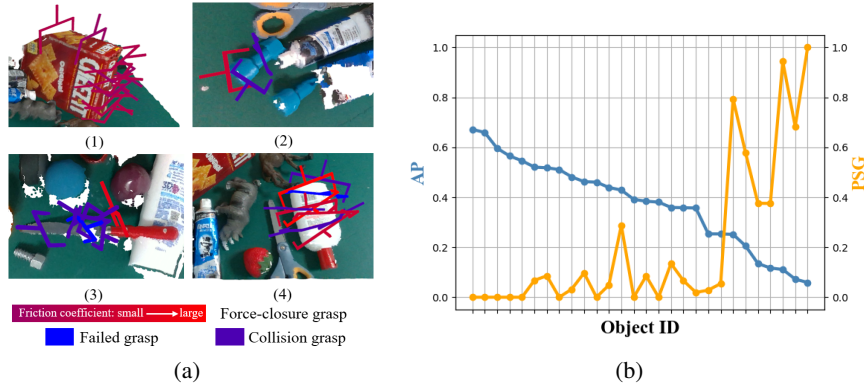 (1)
(2)
(3)
(4)
Friction coefficient: small large Force-closure grasp
Failed grasp Collision grasp
(a)
1.0
0.8
0.6
0.4
0.2
0.0
AP
Object ID
1.0
0.8
0.6
0.4
0.2
0.0
PSG
(b)